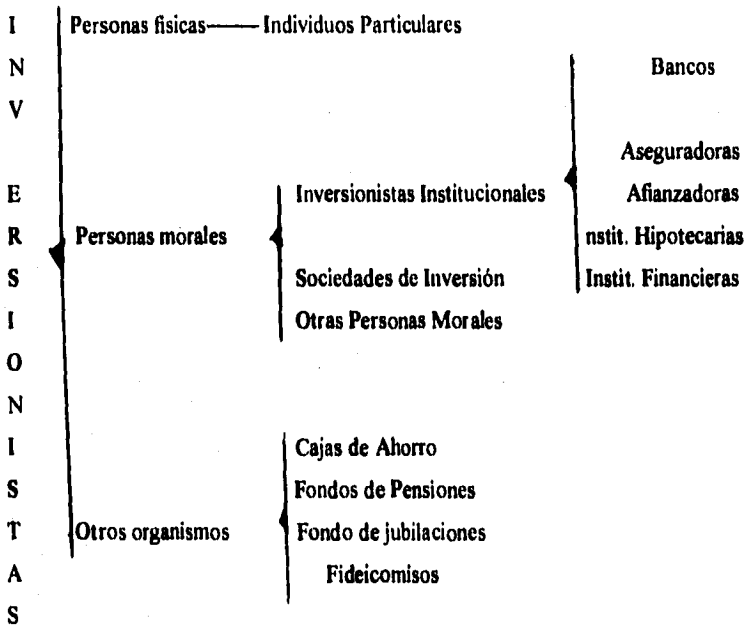 INVERSIONISTAS
Personas fisicas Individuos Particulares
Personas morales
Inversionistas Institucionales
Bancos
Aseguradoras
Afianzadoras
nstit. Hipotecarias
Instit. Financieras
Sociedades de Inversión
Otras Personas Morales
Otros organismos
Cajas de Ahorro
Fondos de Pensiones
Fondo de jubilaciones
Fideicomisos